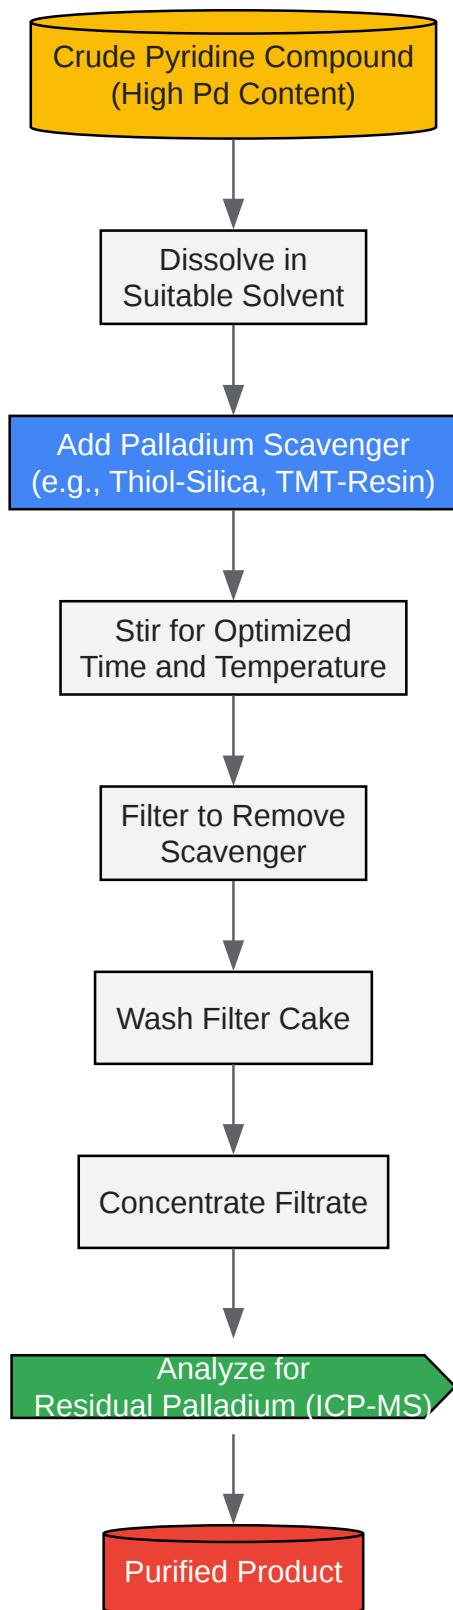 Crude Pyridine Compound
(High Pd Content)
Dissolve in
Suitable Solvent
Add Palladium Scavenger
(e.g., Thiol-Silica, TMT-Resin)
Stir for Optimized
Time and Temperature
Filter to Remove
Scavenger
Wash Filter Cake
Concentrate Filtrate
Analyze for
Residual Palladium (ICP-MS)
Purified Product